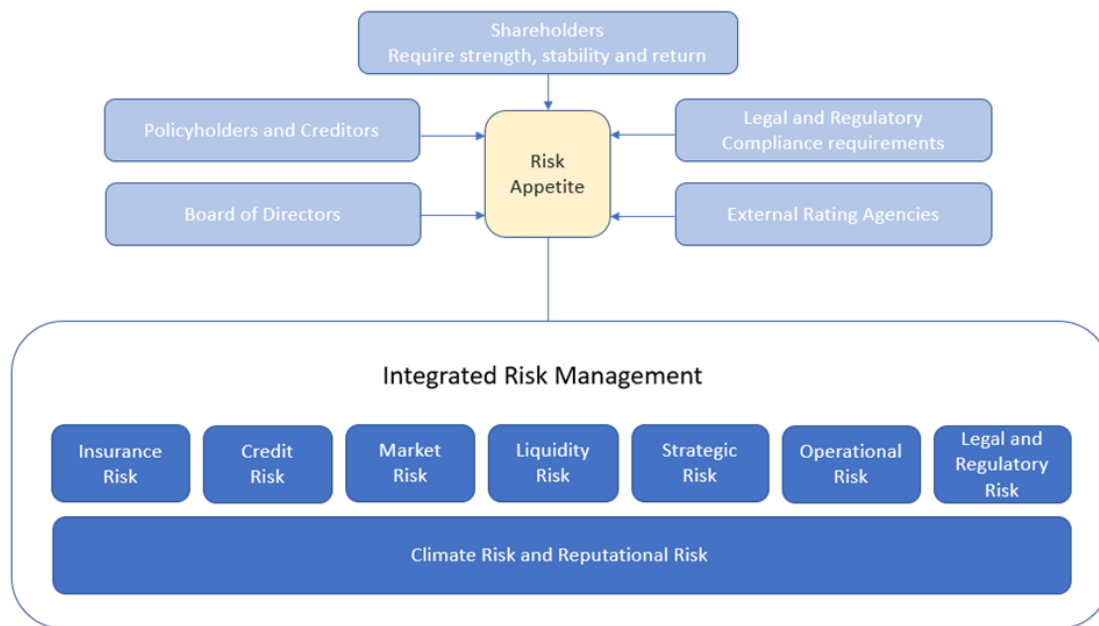 Shareholders
Require strength, stability and return
Policyholders and Creditors
Legal and Regulatory
Compliance requirements
Risk
Appetite
Board of Directors
External Rating Agencies
Integrated Risk Management
Insurance
Risk
Credit
Risk
Market
Risk
Liquidity
Risk
Strategic
Risk
Operational
Risk
Legal and
Regulatory
Risk
Climate Risk and Reputational Risk